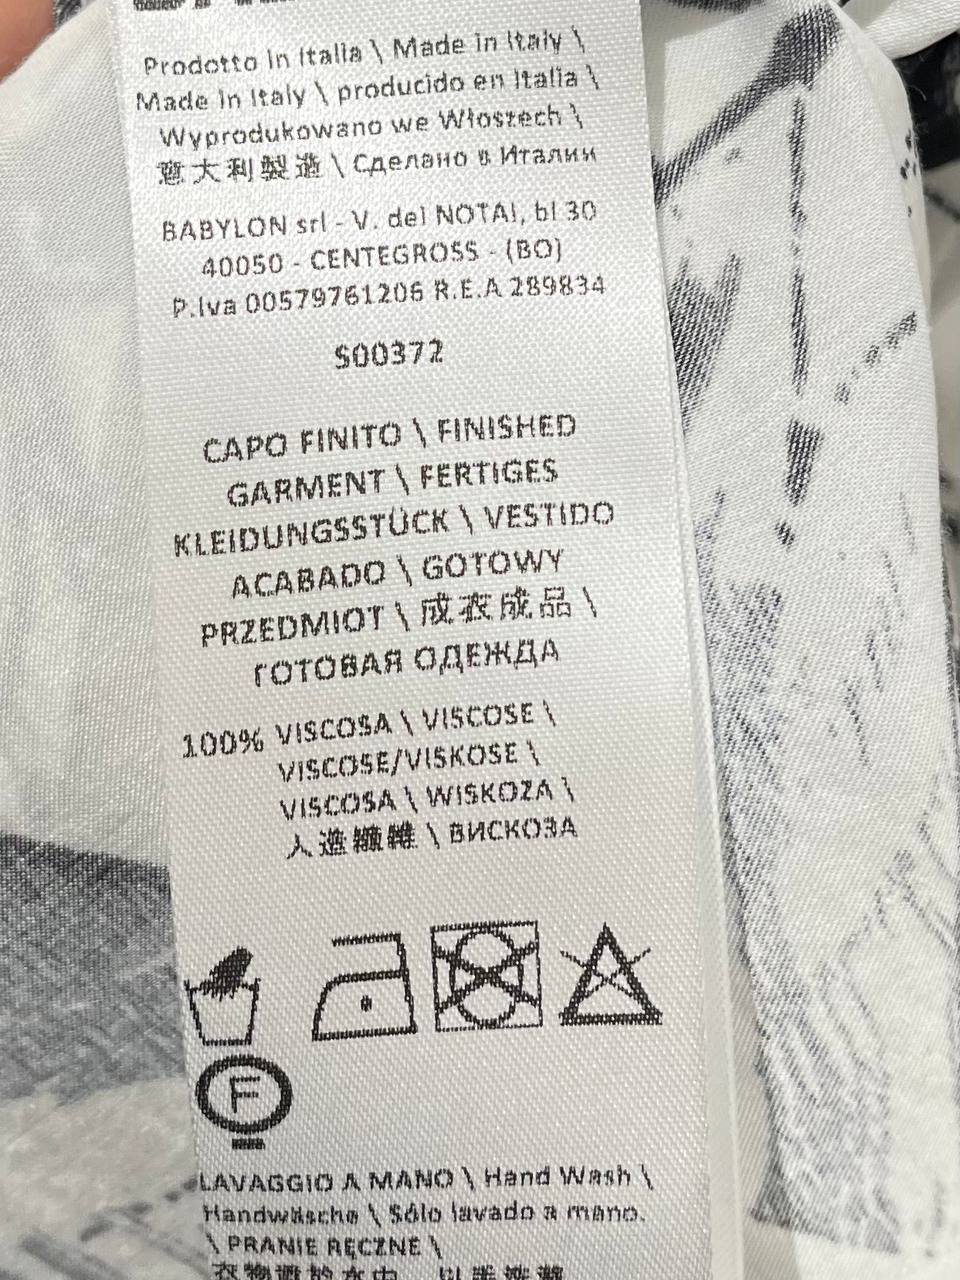 Prodotto in Italia \ Made in Italy \
Made in Italy \ producido en Italia \
Wyprodukowano we Włoszech \
意大利製造 \ Сделано в Италии
BABYLON srl - V. dei NOTAI, bl 30
40050 - CENTEGROSS - (BO)
P.Iva 00579761206 R.E.A 289834
S00372
CAPO FINITO \ FINISHED
GARMENT \ FERTIGES
KLEIDUNGSSTÜCK \ VESTIDO
ACABADO \ GOTOWY
PRZEDMIOT \ 成衣成品 \
ГОТОВАЯ ОДЕЖДА
100% VISCOSA \ VISCOSE \
VISCOSE/VISKOSE \
VISCOSA \ WISKOZA \
人造纖維 \ ВИСКОЗА
F
LAVAGGIO A MANO \ Hand Wash \
Handwäsche \ Sólo lavado a mano.
\ PRANIE RĘCZNE \